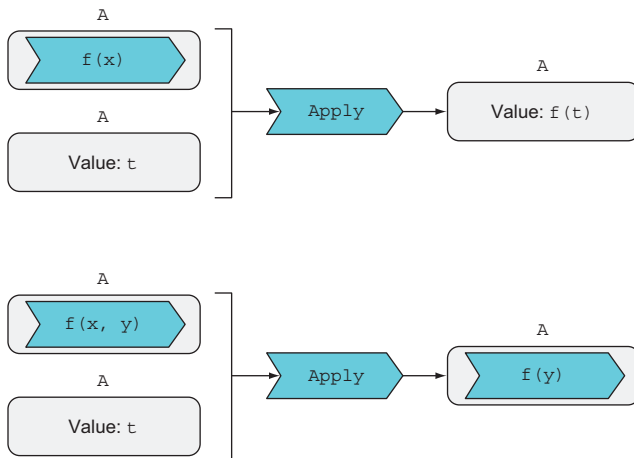 A
f(x)
A
Value: t
Apply
A
Value: f(t)
A
f(x, y)
A
Value: t
Apply
A
f(y)